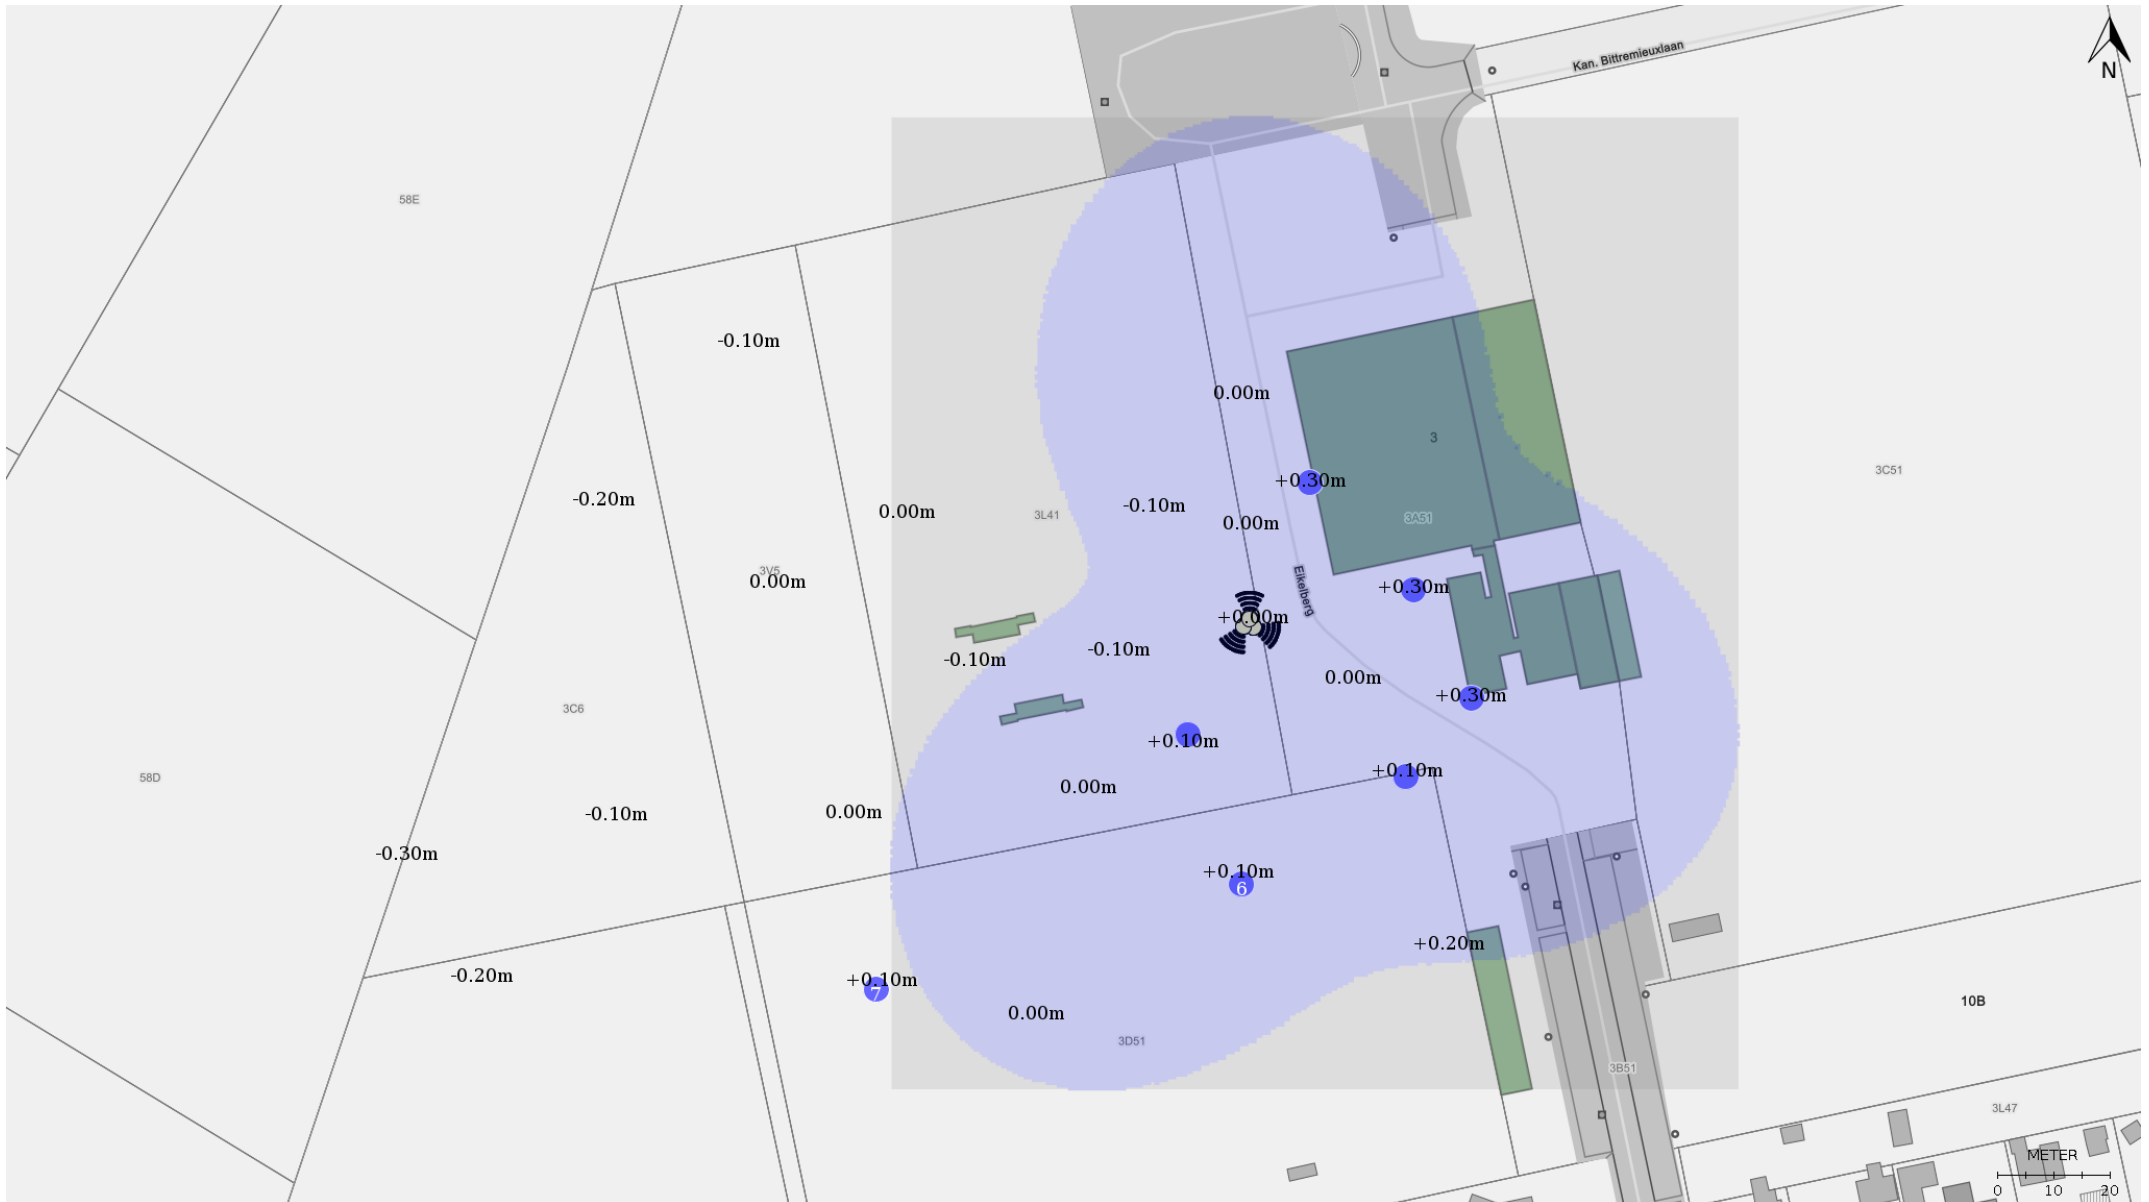 Kan. Bittremieuxlaan
N
58E
-0.10m
0.00m
3
3C51
+0.30m
-0.20m
0.00m
3L41
-0.10m
0.00m
3A51
3V5
0.00m
Eikelberg
+0.30m
+0.00m
-0.10m
-0.10m
0.00m
+0.30m
3C6
+0.10m
58D
0.00m
+0.10m
-0.10m
0.00m
-0.30m
+0.10m
6
+0.20m
-0.20m
+0.10m
7
0.00m
10B
3D51
3B51
3L47
METER
0 10 20